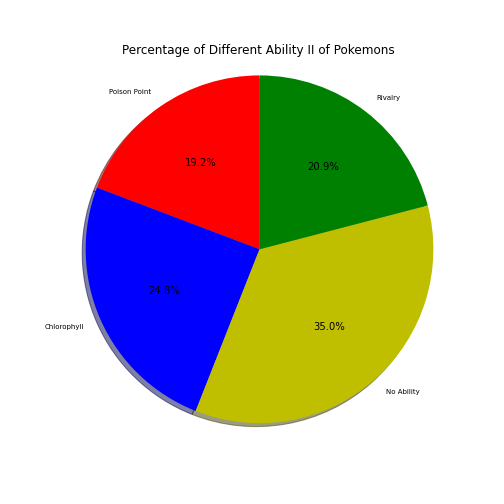 Percentage of Different Ability II of Pokemons
Poison Point
Rivalry
19.2%
20.9%
24.8%
35.0%
Chlorophyll
No Ability